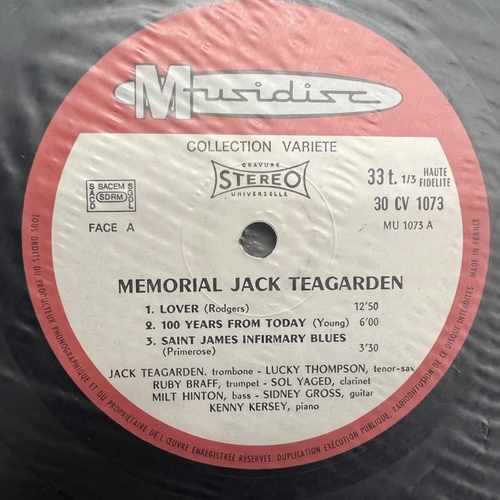 Musidisc
COLLECTION VARIETE
GRAVURE
STEREO
UNIVERSELLE
SACEM
SACD SDRM SGDL
FACE A
33 t. 1/3 HAUTE FIDELITE
30 CV 1073
MU 1073 A
MEMORIAL JACK TEAGARDEN
1. LOVER (Rodgers) 12'50
2. 100 YEARS FROM TODAY (Young) 6'00
3. SAINT JAMES INFIRMARY BLUES
(Primerose) 3'30
JACK TEAGARDEN, trombone - LUCKY THOMPSON, tenor-sax
RUBY BRAFF, trumpet - SOL YAGED, clarinet
MILT HINTON, bass - SIDNEY GROSS, guitar
KENNY KERSEY, piano
TOUS DROITS DU PRODUCTEUR PHONOGRAPHIQUE ET DU PROPRIÉTAIRE DE L'ŒUVRE ENREGISTRÉE RÉSERVÉS. DUPLICATION EXÉCUTION PUBLIQUE, RADIODIFFUSION DE CE DISQUE INTERDITES - MADE IN FRANCE